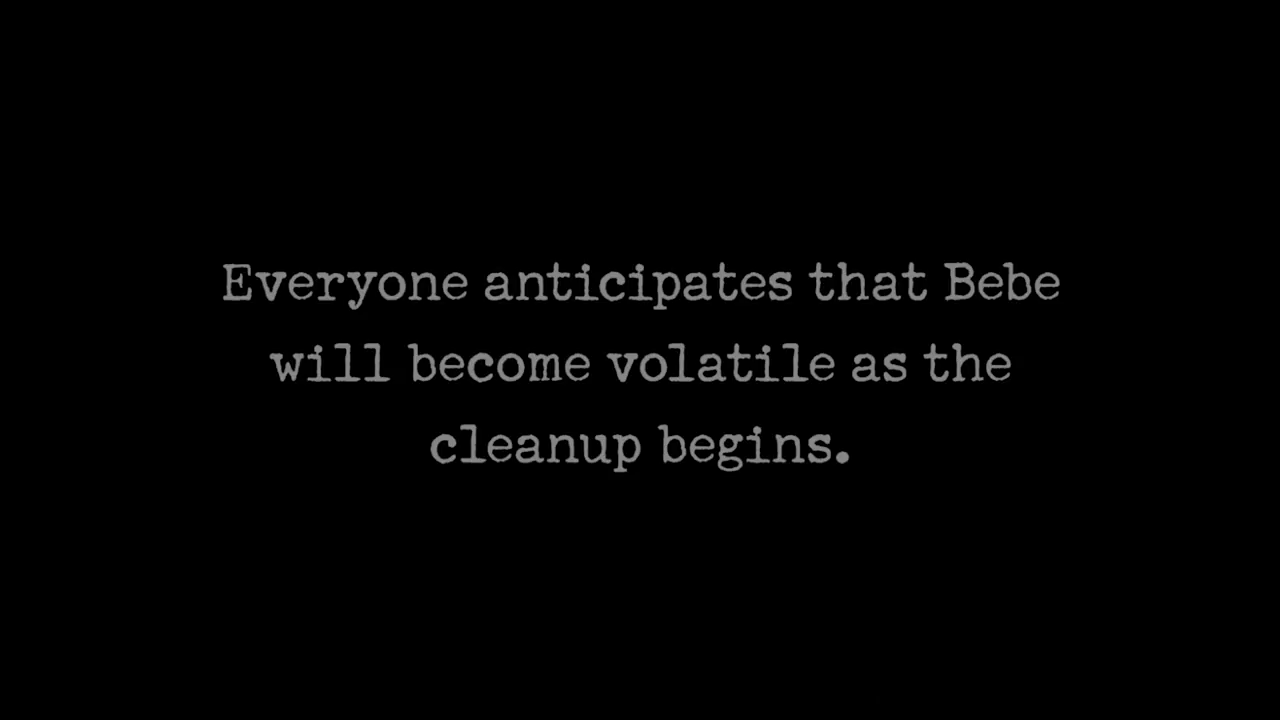 Everyone anticipates that Bebe
will become volatile as the
cleanup begins.